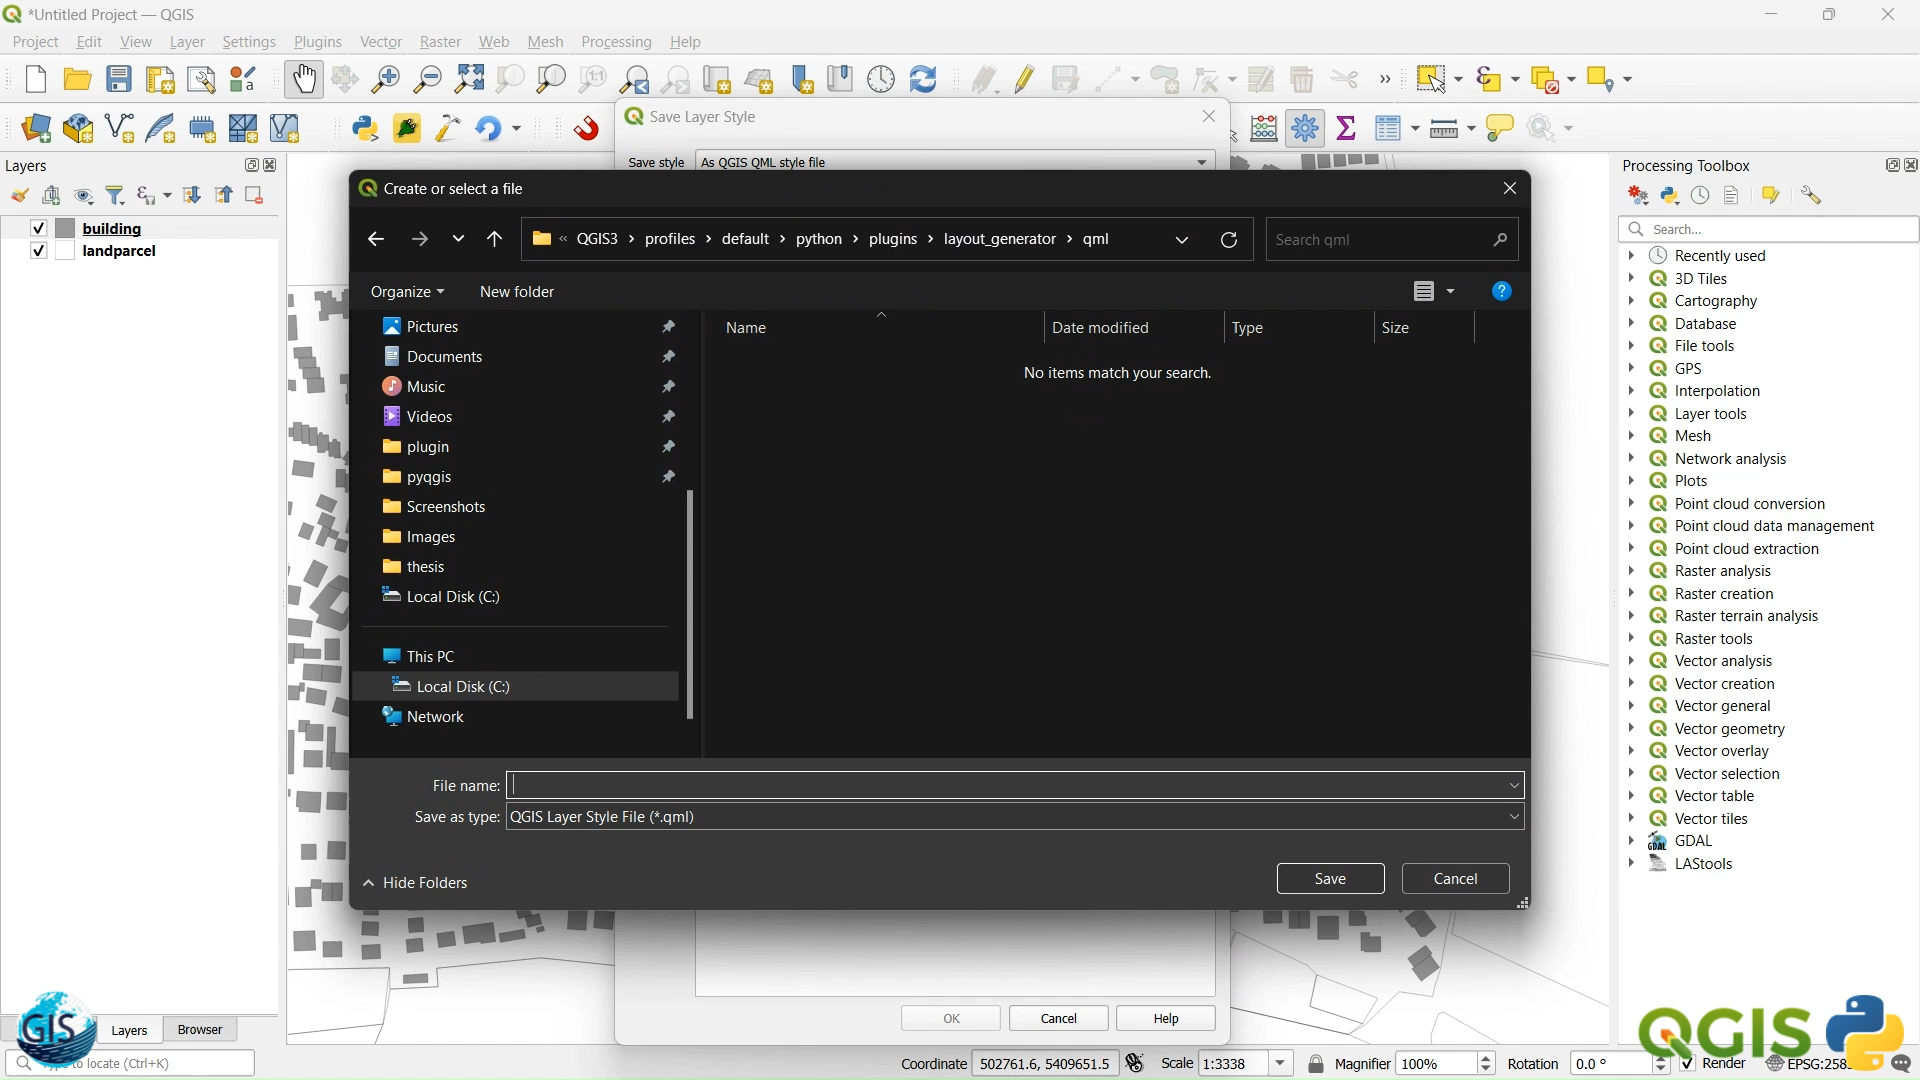 *Untitled Project — QGIS
Project Edit View Layer Settings Plugins Vector Raster Web Mesh Processing Help
Save Layer Style
Save style As QGIS QML style file
Layers
building
landparcel
Create or select a file
« QGIS3 › profiles › default › python › plugins › layout_generator › qml
Search qml
Organize New folder
Pictures
Documents
Music
Videos
plugin
pyqgis
Screenshots
Images
thesis
Local Disk (C:)
This PC
Local Disk (C:)
Network
Name Date modified Type Size
No items match your search.
File name:
Save as type: QGIS Layer Style File (*.qml)
Hide Folders
Save Cancel
OK Cancel Help
Processing Toolbox
Search...
Recently used
3D Tiles
Cartography
Database
File tools
GPS
Interpolation
Layer tools
Mesh
Network analysis
Plots
Point cloud conversion
Point cloud data management
Point cloud extraction
Raster analysis
Raster creation
Raster terrain analysis
Raster tools
Vector analysis
Vector creation
Vector general
Vector geometry
Vector overlay
Vector selection
Vector table
Vector tiles
GDAL
LAStools
GIS
Layers Browser
QGIS
to locate (Ctrl+K)
Coordinate 502761.6, 5409651.5 Scale 1:3338 Magnifier 100% Rotation 0.0 ° Render